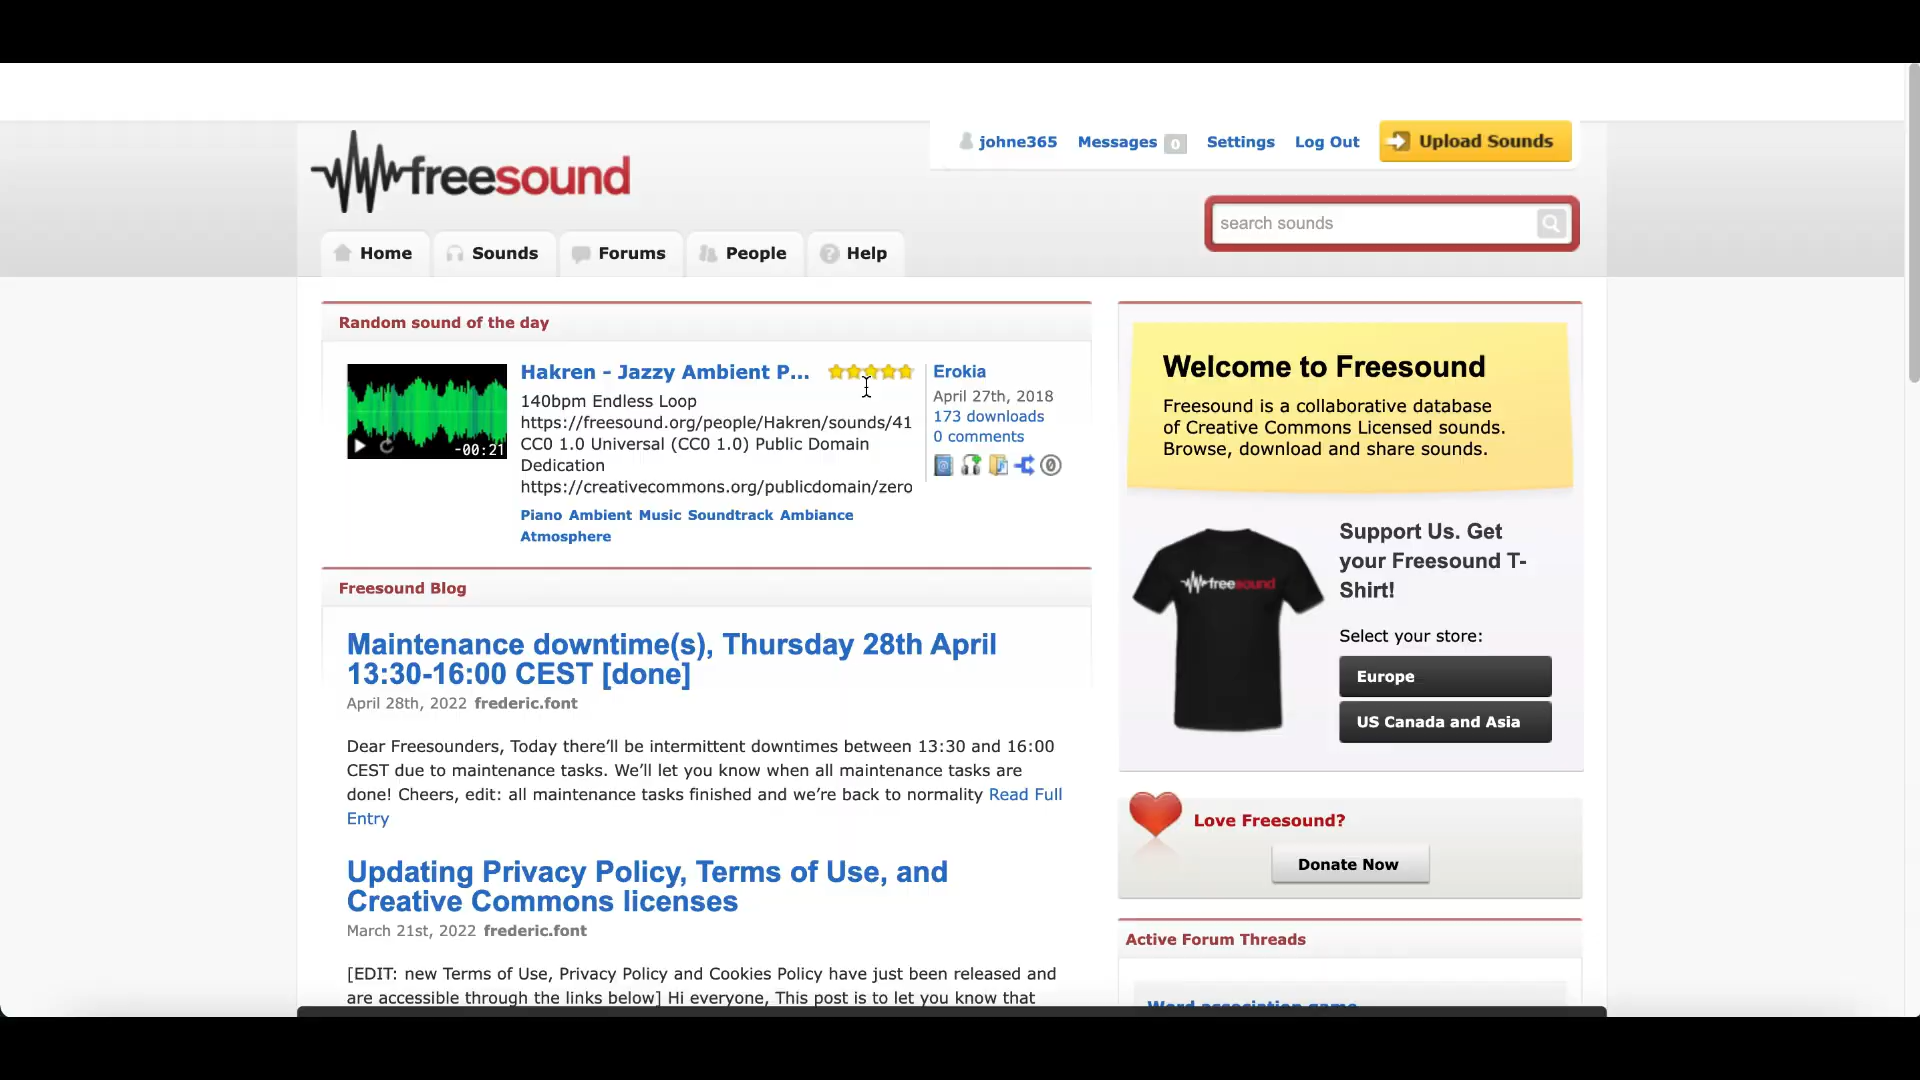 johne365 Messages 0 Settings Log Out Upload Sounds
freesound
search sounds
Home Sounds Forums People Help
Random sound of the day
-00:21
Hakren - Jazzy Ambient P...
140bpm Endless Loop
https://freesound.org/people/Hakren/sounds/41
CC0 1.0 Universal (CC0 1.0) Public Domain
Dedication
https://creativecommons.org/publicdomain/zero
Piano Ambient Music Soundtrack Ambiance
Atmosphere
Erokia
April 27th, 2018
173 downloads
0 comments
Freesound Blog
Maintenance downtime(s), Thursday 28th April
13:30-16:00 CEST [done]
April 28th, 2022 frederic.font
Dear Freesounders, Today there’ll be intermittent downtimes between 13:30 and 16:00
CEST due to maintenance tasks. We’ll let you know when all maintenance tasks are
done! Cheers, edit: all maintenance tasks finished and we’re back to normality Read Full
Entry
Updating Privacy Policy, Terms of Use, and
Creative Commons licenses
March 21st, 2022 frederic.font
[EDIT: new Terms of Use, Privacy Policy and Cookies Policy have just been released and
are accessible through the links below] Hi everyone, This post is to let you know that
Welcome to Freesound
Freesound is a collaborative database
of Creative Commons Licensed sounds.
Browse, download and share sounds.
freesound
Support Us. Get
your Freesound T-
Shirt!
Select your store:
Europe
US Canada and Asia
Love Freesound?
Donate Now
Active Forum Threads
Word association game